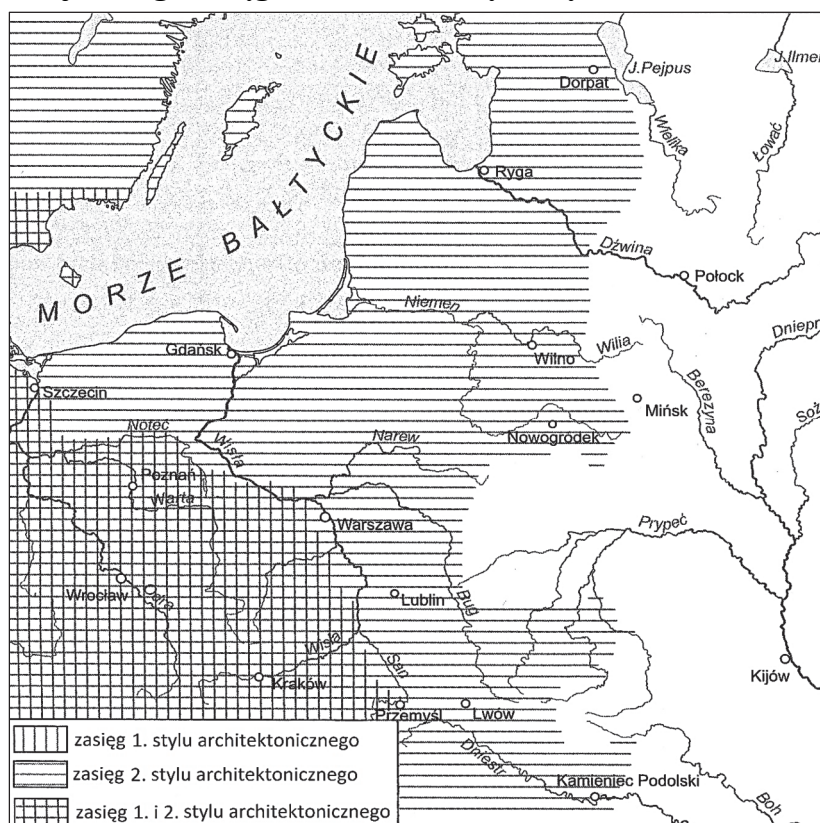 J.Pejpus
J.Ilmen
Dorpat
Wielka
Łować
MORZE BAŁTYCKIE
Ryga
Dźwina
Połock
Niemen
Dniepr
Gdańsk
Wilno
Wilia
Szczecin
Berezyna
Mińsk
Soż
Noteć
Wisła
Narew
Nowogródek
Poznań
Warta
Warszawa
Prypeć
Wrocław
Odra
Lublin
Bug
Wisła
San
Kraków
Kijów
Przemyśl
Lwów
Dniestr
Kamieniec Podolski
Boh
zasięg 1. stylu architektonicznego
zasięg 2. stylu architektonicznego
zasięg 1. i 2. stylu architektonicznego